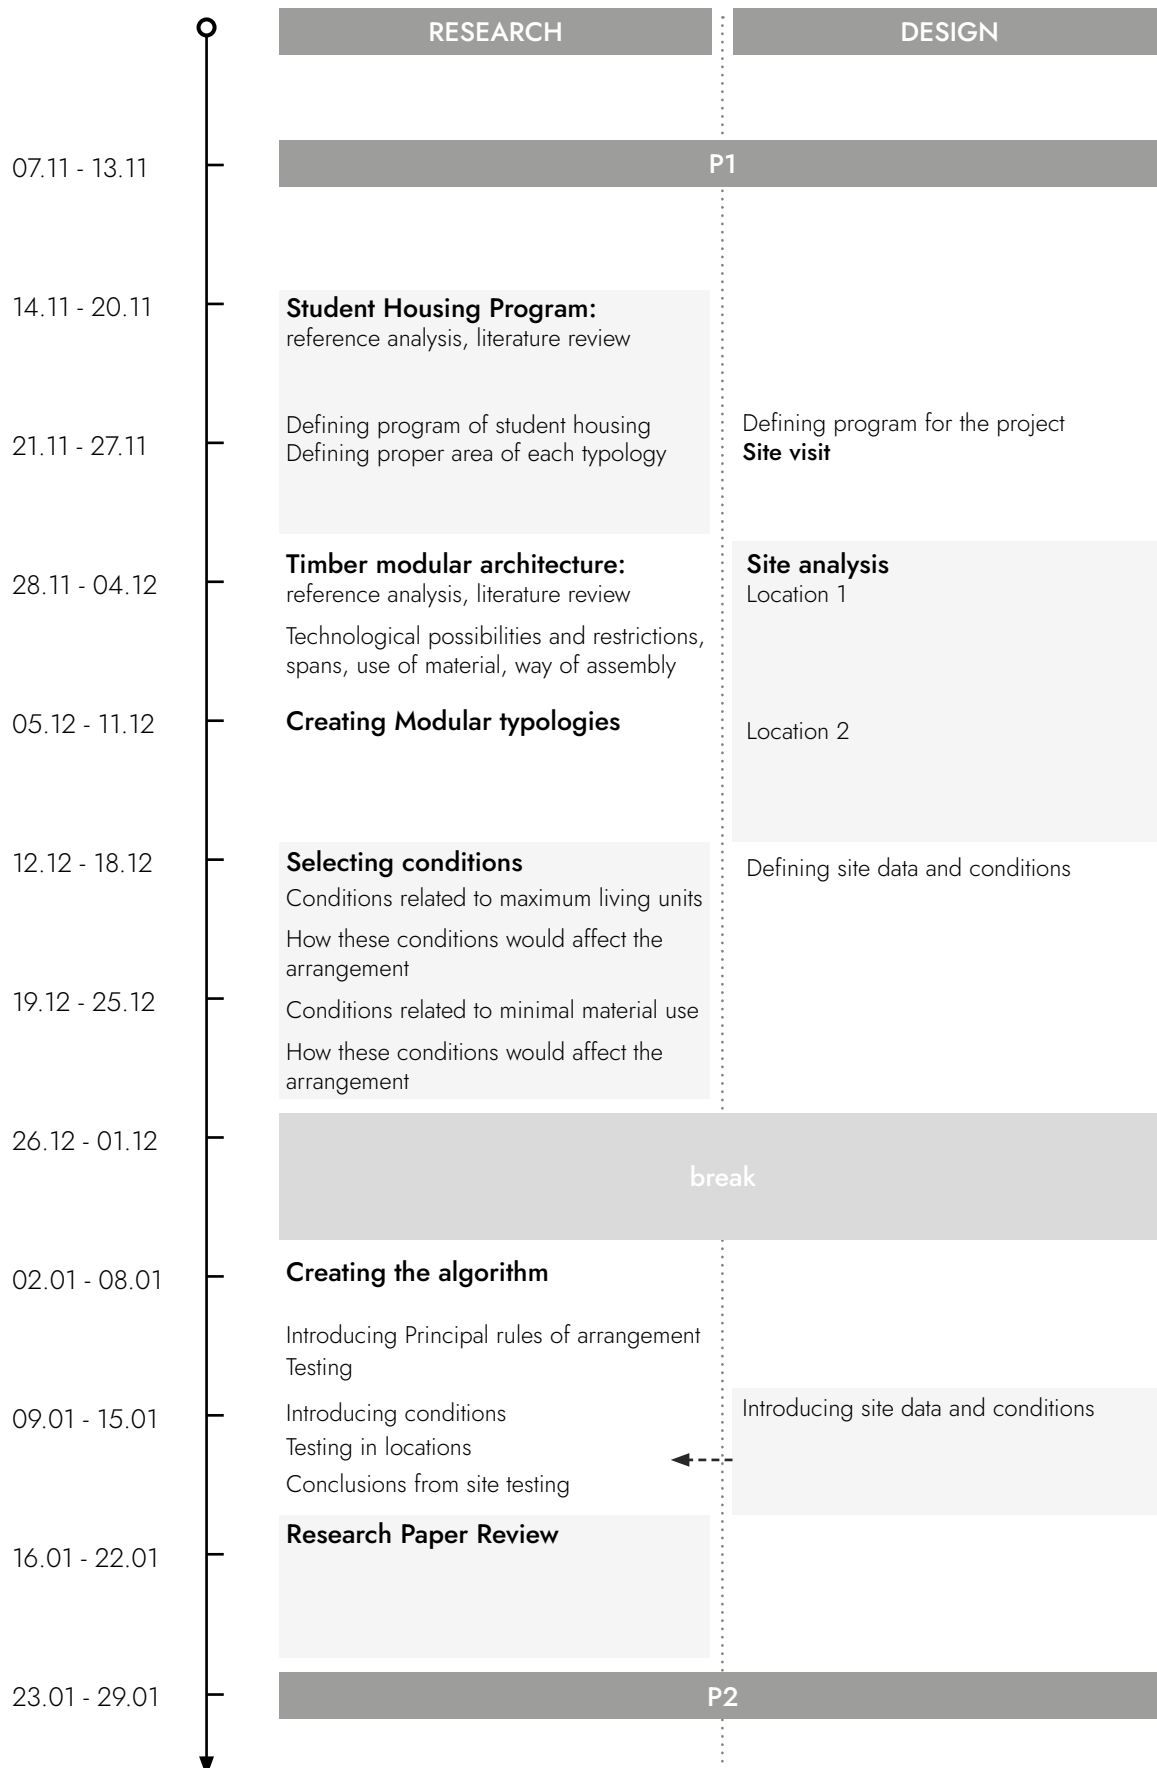 RESEARCH
DESIGN
07.11 - 13.11
P1
14.11 - 20.11
Student Housing Program:
reference analysis, literature review
21.11 - 27.11
Defining program of student housing
Defining proper area of each typology
Defining program for the project
Site visit
28.11 - 04.12
Timber modular architecture:
reference analysis, literature review
Technological possibilities and restrictions,
spans, use of material, way of assembly
Site analysis
Location 1
05.12 - 11.12
Creating Modular typologies
Location 2
12.12 - 18.12
Selecting conditions
Conditions related to maximum living units
How these conditions would affect the
arrangement
Defining site data and conditions
19.12 - 25.12
Conditions related to minimal material use
How these conditions would affect the
arrangement
26.12 - 01.12
break
02.01 - 08.01
Creating the algorithm
Introducing Principal rules of arrangement
Testing
09.01 - 15.01
Introducing conditions
Testing in locations
Conclusions from site testing
Introducing site data and conditions
16.01 - 22.01
Research Paper Review
23.01 - 29.01
P2